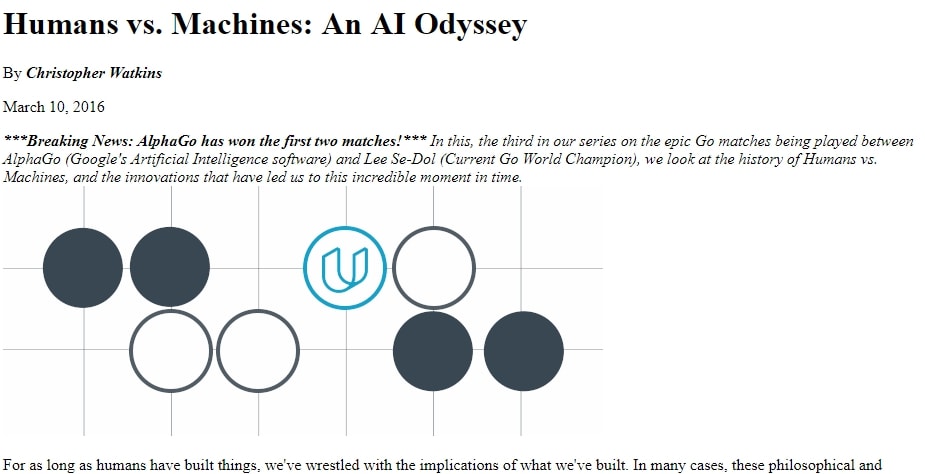 Humans vs. Machines: An AI Odyssey
By Christopher Watkins
March 10, 2016
***Breaking News: AlphaGo has won the first two matches!*** In this, the third in our series on the epic Go matches being played between
AlphaGo (Google's Artificial Intelligence software) and Lee Se-Dol (Current Go World Champion), we look at the history of Humans vs.
Machines, and the innovations that have led us to this incredible moment in time.
For as long as humans have built things, we've wrestled with the implications of what we've built. In many cases, these philosophical and